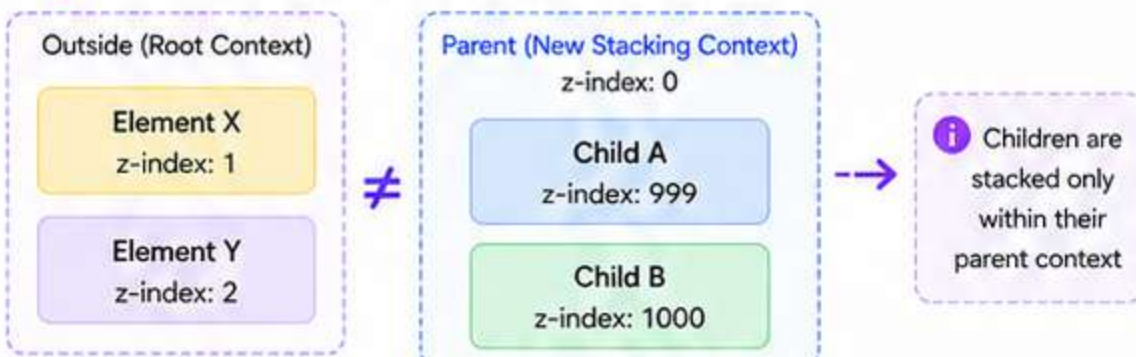 Outside (Root Context)
Element X
z-index: 1
Element Y
z-index: 2
≠
Parent (New Stacking Context)
z-index: 0
Child A
z-index: 999
Child B
z-index: 1000
i Children are
stacked only
within their
parent context